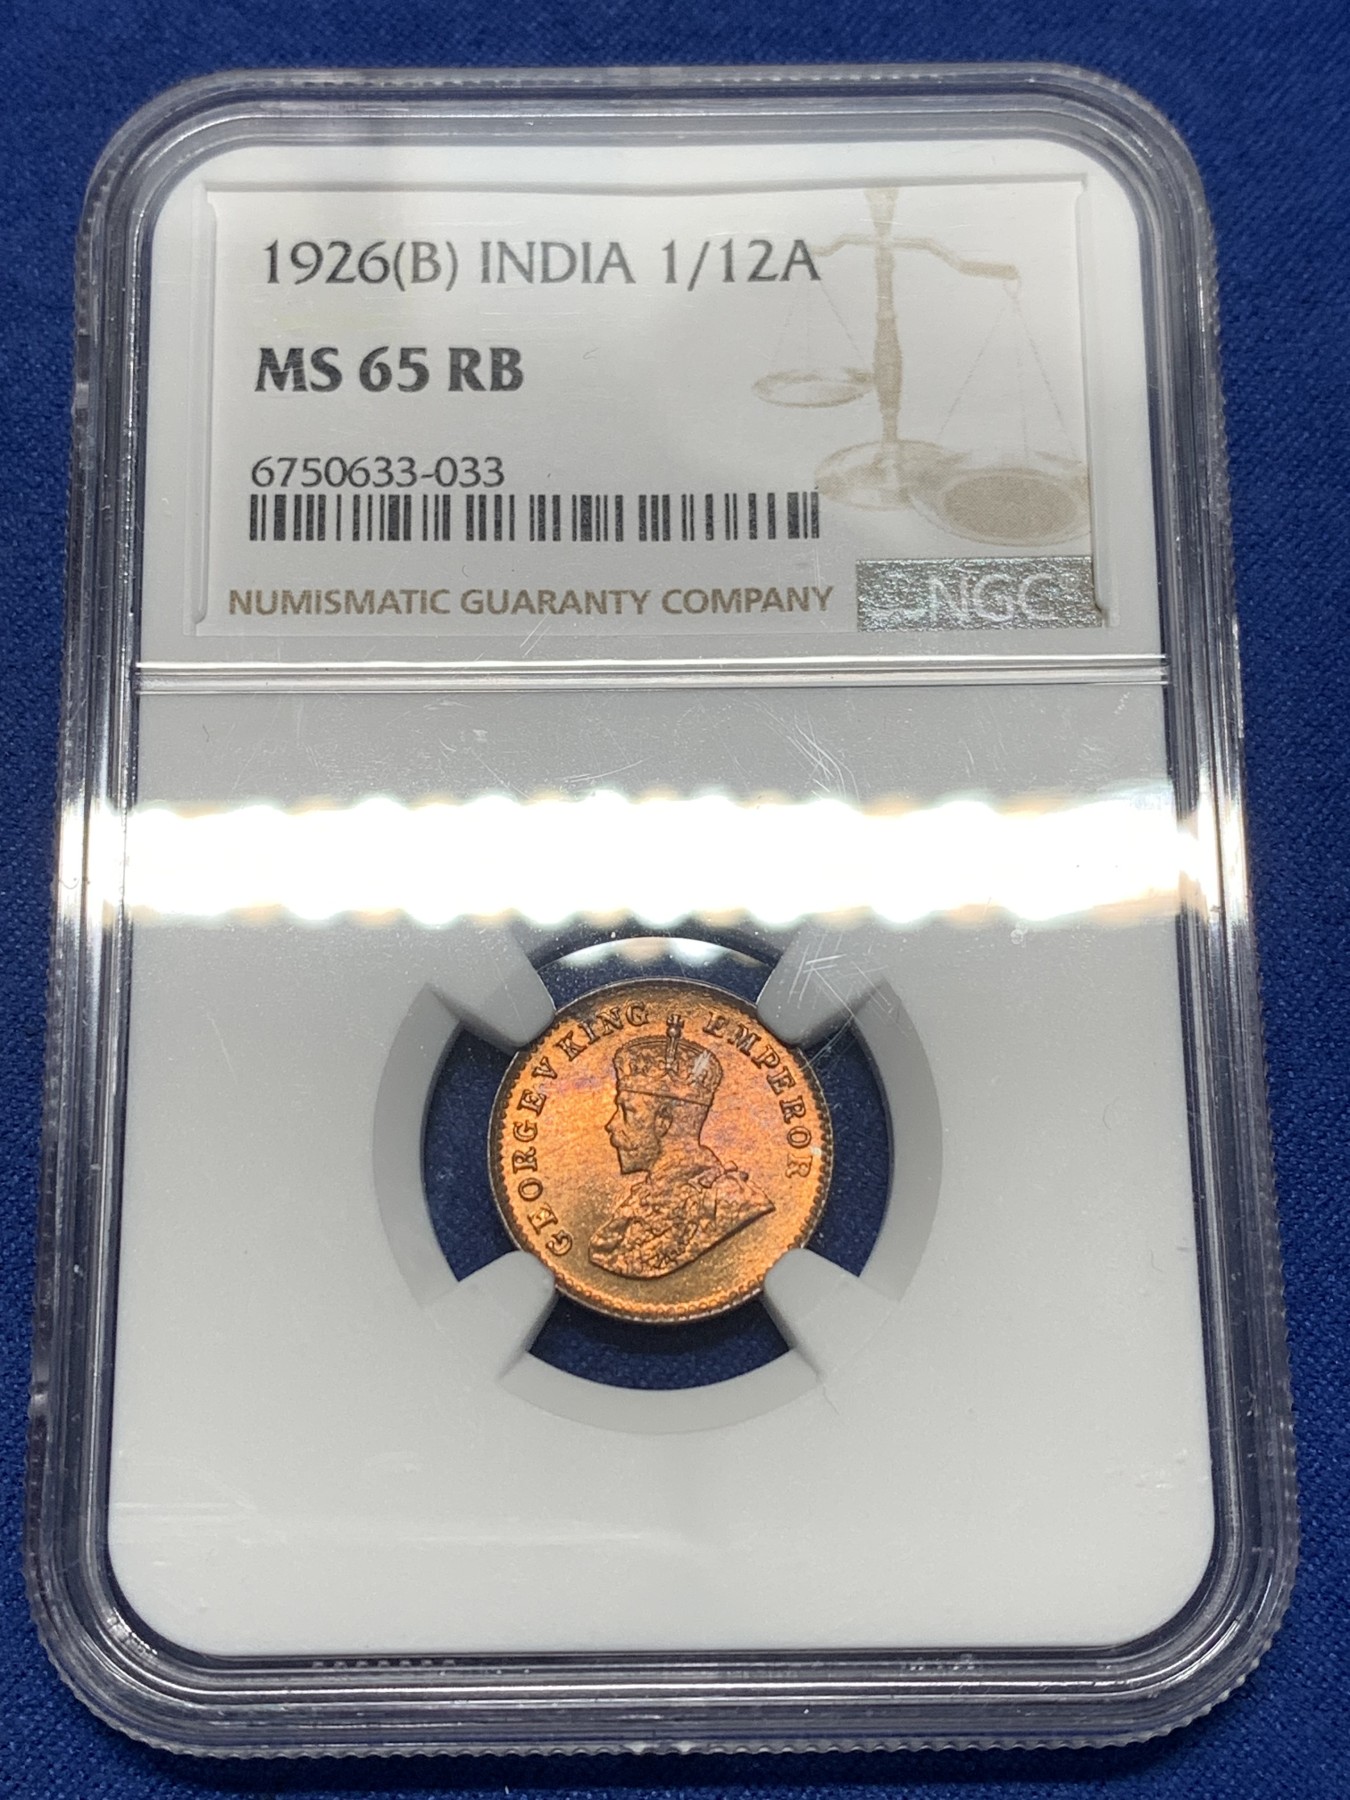 1926(B) INDIA 1/12A
MS 65 RB
6750633-033
NUMISMATIC GUARANTY COMPANY
NGC
GEORGE V KING EMPEROR